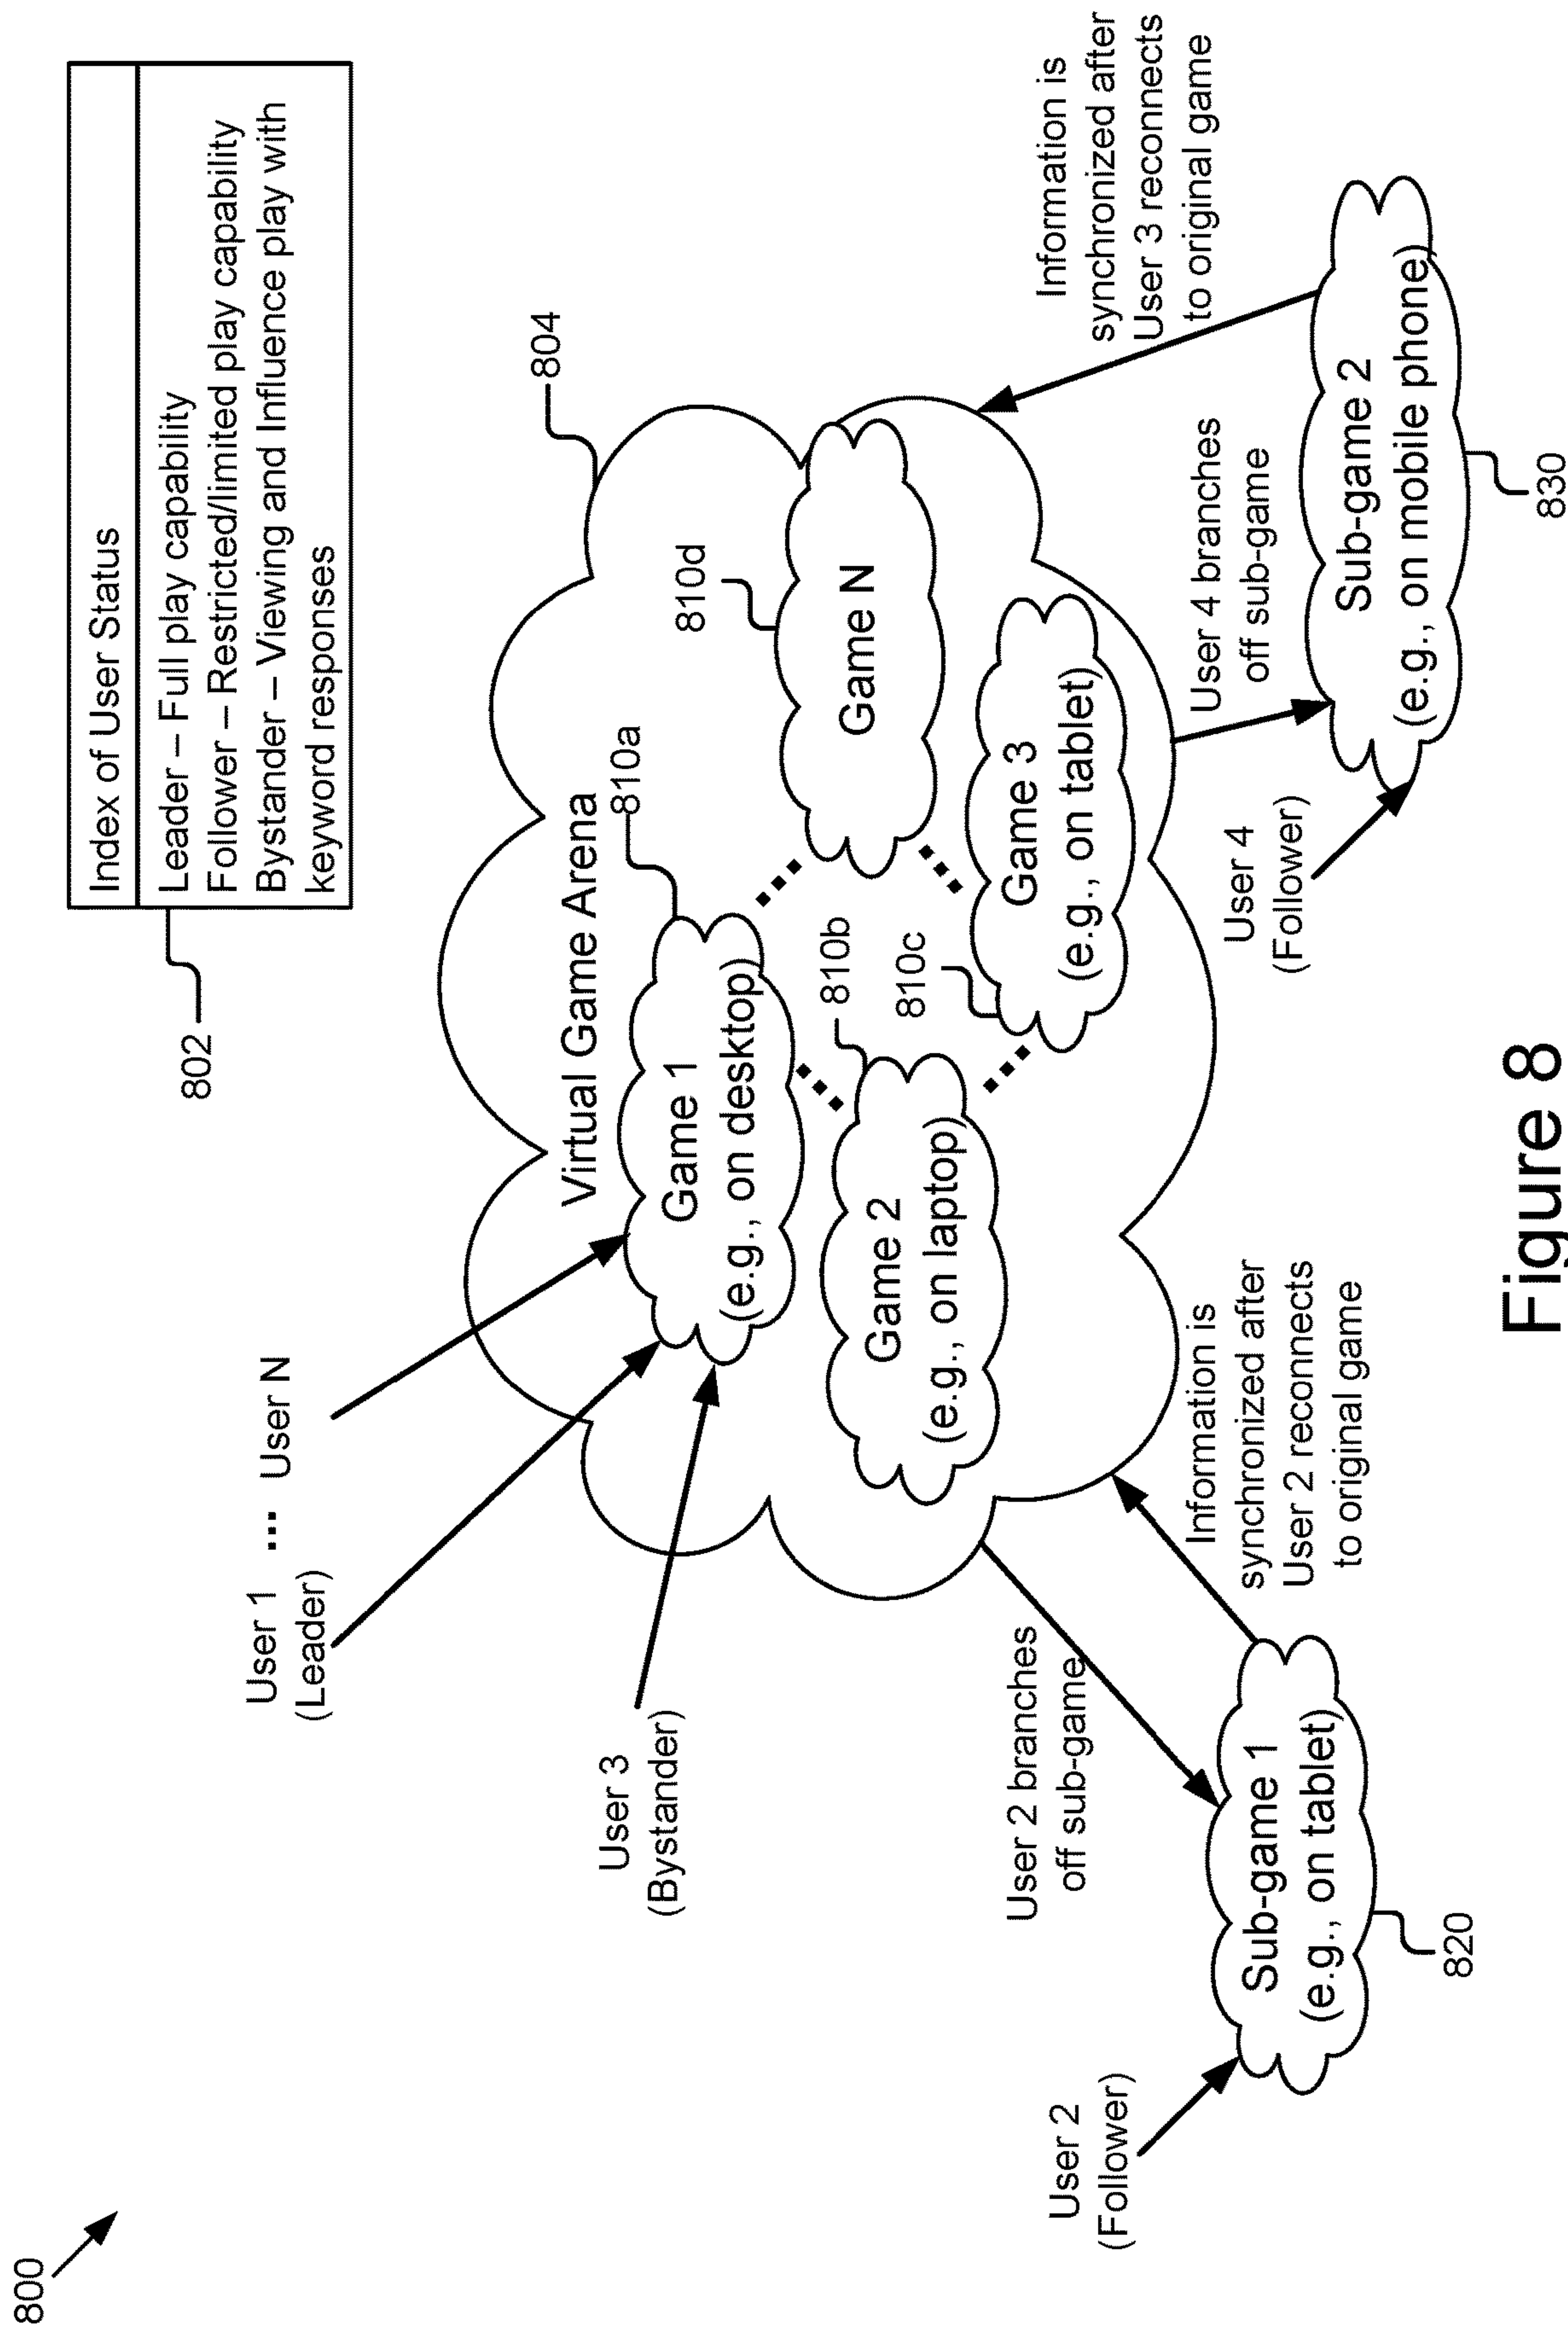 800
802
Index of User Status
Leader – Full play capability
Follower – Restricted/limited play capability
Bystander – Viewing and Influence play with
keyword responses
User 1 ... User N
(Leader)
User 3
(Bystander)
804
Virtual Game Arena
810a
Game 1
(e.g., on desktop)
810d
Game N
810b
Game 2
(e.g., on laptop)
810c
Game 3
(e.g., on tablet)
User 2
(Follower)
User 2 branches
off sub-game
Sub-game 1
(e.g., on tablet)
820
Information is
synchronized after
User 2 reconnects
to original game
User 4
(Follower)
User 4 branches
off sub-game
Sub-game 2
(e.g., on mobile phone)
830
Information is
synchronized after
User 3 reconnects
to original game
Figure 8